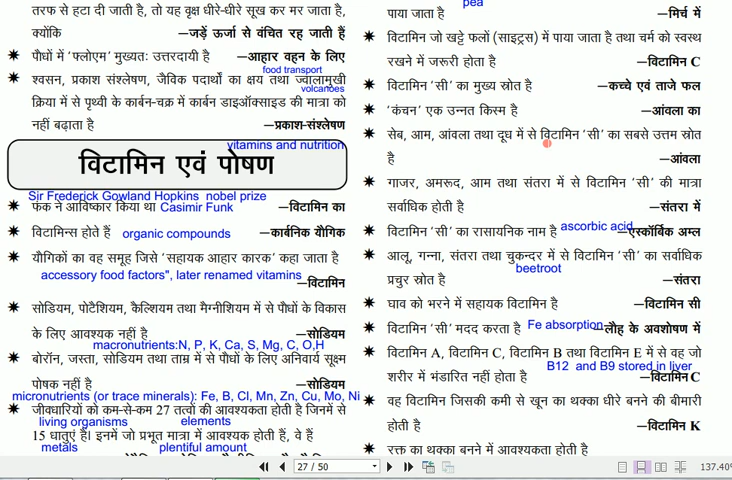 तरफ से हटा दी जाती है, तो यह वृक्ष धीरे-धीरे सूख कर मर जाता है,
क्योंकि —जड़ें ऊर्जा से वंचित रह जाती हैं
✷ पौधों में 'फ्लोएम' मुख्यतः उत्तरदायी है —आहार वहन के लिए
food transport
✷ श्वसन, प्रकाश संश्लेषण, जैविक पदार्थों का क्षय तथा ज्वालामुखी
volcanoes
क्रिया में से पृथ्वी के कार्बन-चक्र में कार्बन डाइऑक्साइड की मात्रा को
नहीं बढ़ाता है —प्रकाश-संश्लेषण
vitamins and nutrition
विटामिन एवं पोषण
Sir Frederick Gowland Hopkins nobel prize
✷ फंक ने आविष्कार किया था Casimir Funk —विटामिन का
✷ विटामिन्स होते हैं organic compounds —कार्बनिक यौगिक
✷ यौगिकों का वह समूह जिसे 'सहायक आहार कारक' कहा जाता है
accessory food factors", later renamed vitamins —विटामिन
✷ सोडियम, पोटैशियम, कैल्शियम तथा मैग्नीशियम में से पौधों के विकास
के लिए आवश्यक नहीं है —सोडियम
macronutrients:N, P, K, Ca, S, Mg, C, O,H
✷ बोरॉन, जस्ता, सोडियम तथा ताम्र में से पौधों के लिए अनिवार्य सूक्ष्म
पोषक नहीं है —सोडियम
micronutrients (or trace minerals): Fe, B, Cl, Mn, Zn, Cu, Mo, Ni
✷ जीवधारियों को कम-से-कम 27 तत्वों की आवश्यकता होती है जिनमें से
living organisms elements
15 धातुएं हैं। इनमें जो प्रभूत मात्रा में आवश्यक होती हैं, वे हैं
metals plentiful amount
pea
पाया जाता है —मिर्च में
✷ विटामिन जो खट्टे फलों (साइट्रस) में पाया जाता है तथा चर्म को स्वस्थ
रखने में जरूरी होता है —विटामिन C
✷ विटामिन 'सी' का मुख्य स्रोत है —कच्चे एवं ताजे फल
✷ 'कंचन' एक उन्नत किस्म है —आंवला का
✷ सेब, आम, आंवला तथा दूध में से विटामिन 'सी' का सबसे उत्तम स्रोत
है —आंवला
✷ गाजर, अमरूद, आम तथा संतरा में से विटामिन 'सी' की मात्रा
सर्वाधिक होती है —संतरा में
✷ विटामिन 'सी' का रासायनिक नाम है ascorbic acid —एस्कॉर्बिक अम्ल
✷ आलू, गन्ना, संतरा तथा चुकन्दर में से विटामिन 'सी' का सर्वाधिक
beetroot
प्रचुर स्रोत है —संतरा
✷ घाव को भरने में सहायक विटामिन है —विटामिन सी
✷ विटामिन 'सी' मदद करता है Fe absorption —लौह के अवशोषण में
✷ विटामिन A, विटामिन C, विटामिन B तथा विटामिन E में से वह जो
B12 and B9 stored in liver
शरीर में भंडारित नहीं होता है —विटामिन C
✷ वह विटामिन जिसकी कमी से खून का थक्का धीरे बनने की बीमारी
होती है —विटामिन K
✷ रक्त का थक्का बनने में आवश्यकता होती है
27 / 50
137.40